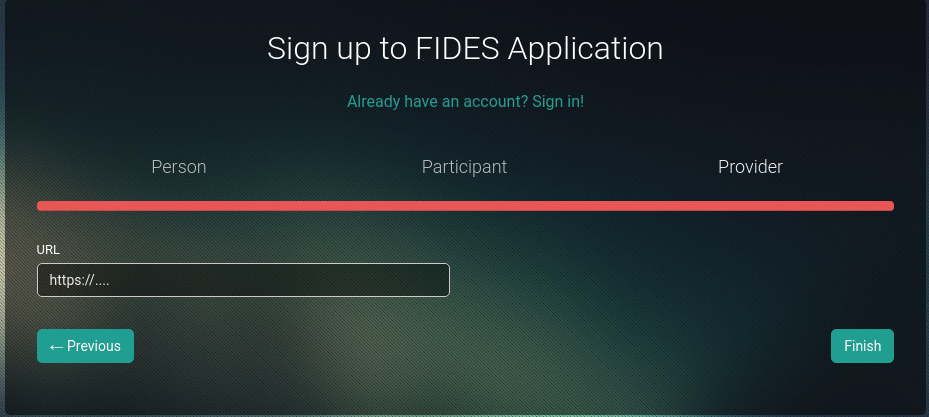 Sign up to FIDES Application
Already have an account? Sign in!
Person Participant Provider
URL
https://....
← Previous Finish